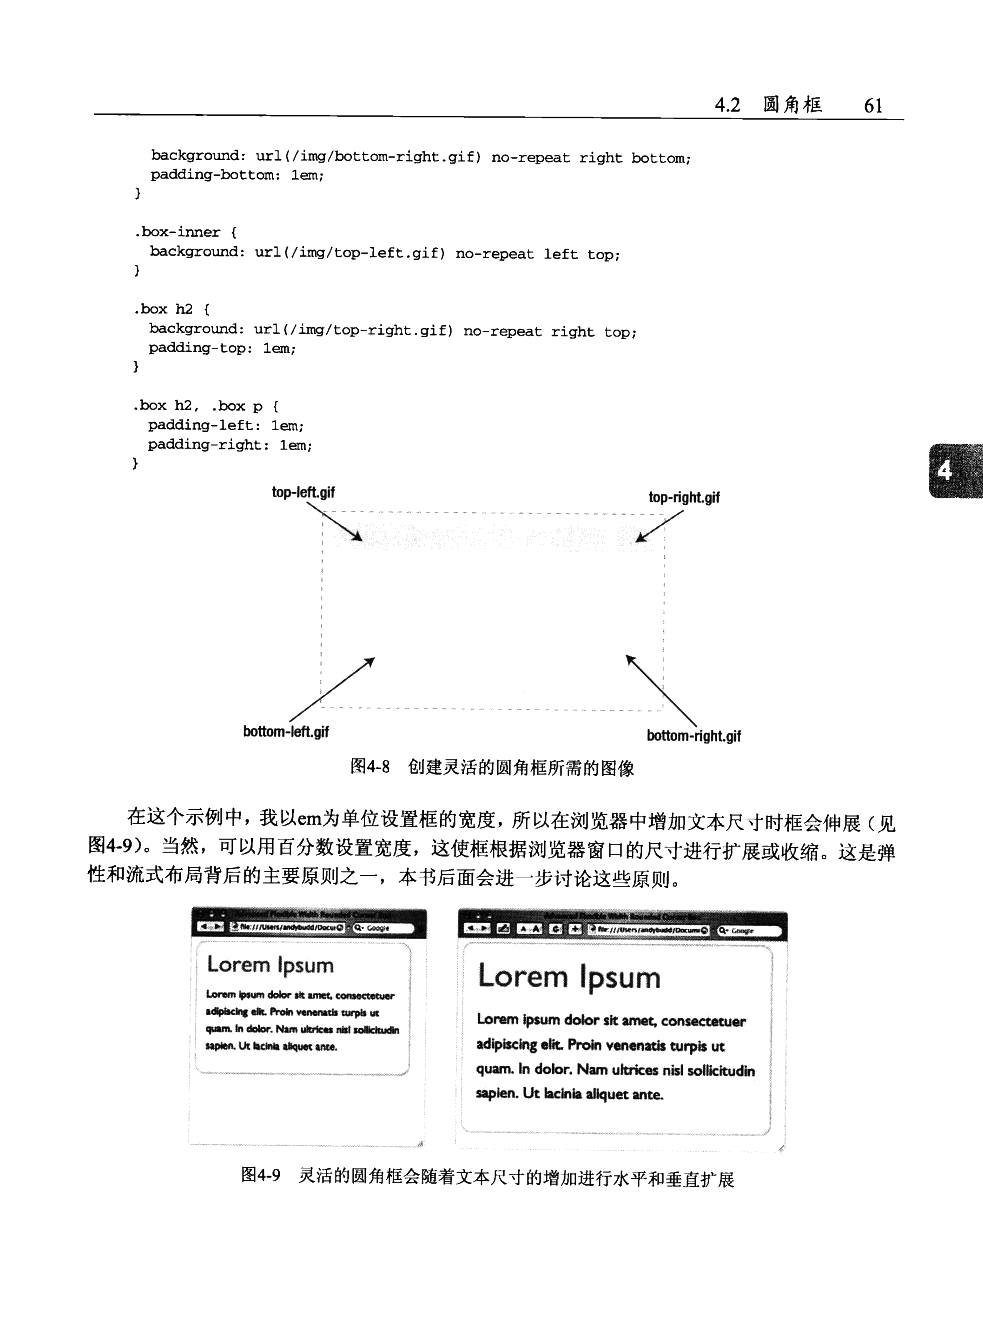 4.2 圆角框 61
background: url(/img/bottom-right.gif) no-repeat right bottom;
padding-bottom: 1em;
}
.box-inner {
background: url(/img/top-left.gif) no-repeat left top;
}
.box h2 {
background: url(/img/top-right.gif) no-repeat right top;
padding-top: 1em;
}
.box h2, .box p {
padding-left: 1em;
padding-right: 1em;
}
4
top-left.gif
top-right.gif
bottom-left.gif
bottom-right.gif
图4-8 创建灵活的圆角框所需的图像
在这个示例中，我以em为单位设置框的宽度，所以在浏览器中增加文本尺寸时框会伸展（见
图4-9）。当然，可以用百分数设置宽度，这使框根据浏览器窗口的尺寸进行扩展或收缩。这是弹
性和流式布局背后的主要原则之一，本书后面会进一步讨论这些原则。
file:///Users/andybudd/Docu
Google
Lorem Ipsum
Lorem ipsum dolor sit amet, consectetuer
adipiscing elit. Proin venenatis turpis ut
quam. In dolor. Nam ultrices nisl sollicitudin
sapien. Ut lacinia aliquet ante.
A A
file:///Users/andybudd/Docume
Google
Lorem Ipsum
Lorem ipsum dolor sit amet, consectetuer
adipiscing elit. Proin venenatis turpis ut
quam. In dolor. Nam ultrices nisl sollicitudin
sapien. Ut lacinia aliquet ante.
图4-9 灵活的圆角框会随着文本尺寸的增加进行水平和垂直扩展